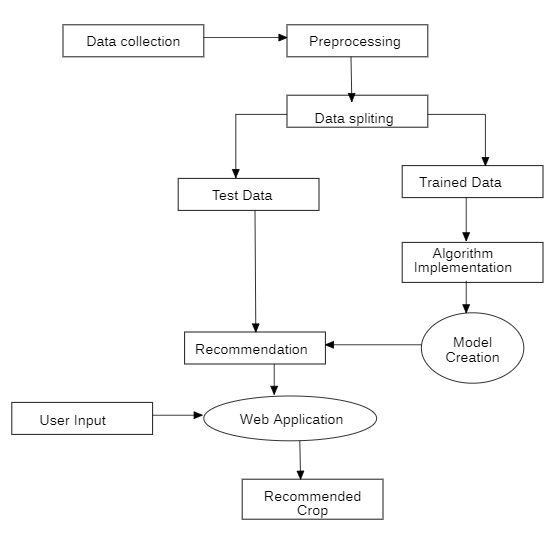 Data collection
Preprocessing
Data spliting
Test Data
Trained Data
Algorithm
Implementation
Model
Creation
Recommendation
User Input
Web Application
Recommended
Crop